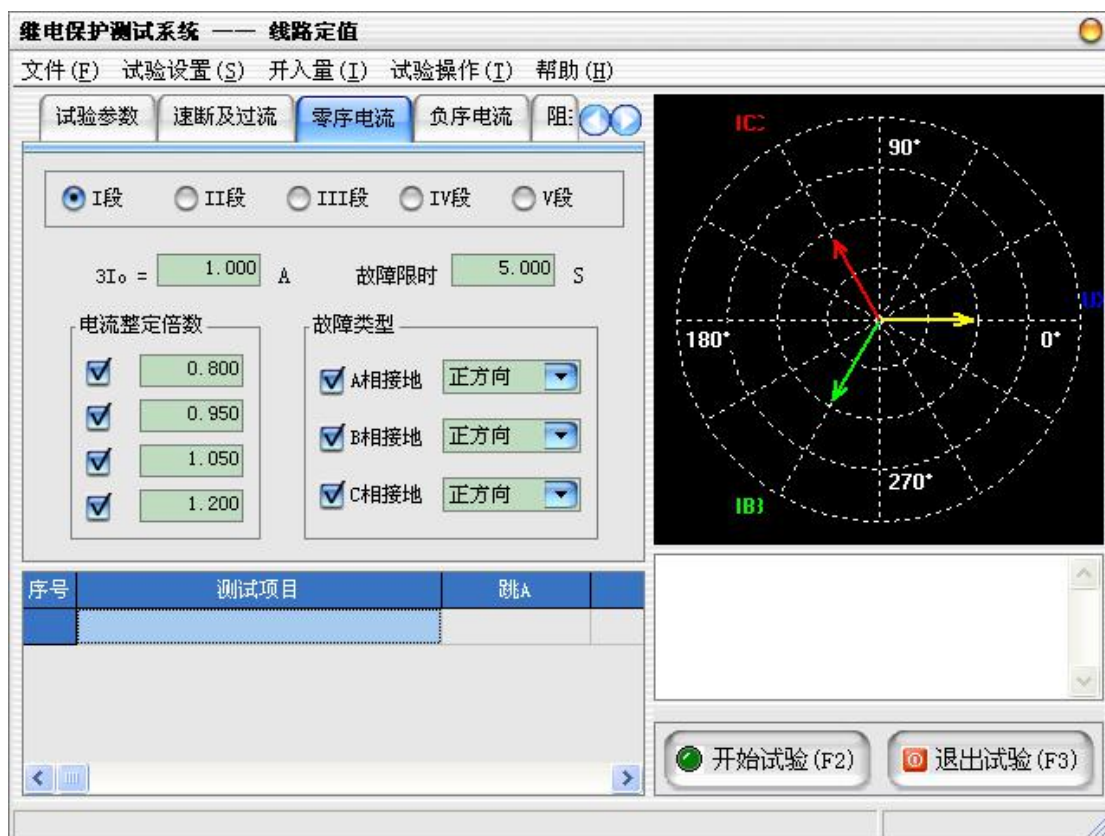 继电保护测试系统 —— 线路定值
文件(F) 试验设置(S) 开入量(I) 试验操作(T) 帮助(H)
试验参数 速断及过流 零序电流 负序电流
I段 II段 III段 IV段 V段
3Io = 1.000 A 故障限时 5.000 S
电流整定倍数
0.800
0.950
1.050
1.200
故障类型
A相接地 正方向
B相接地 正方向
C相接地 正方向
序号 测试项目 跳A
90°
180°
0°
270°
开始试验(F2) 退出试验(F3)